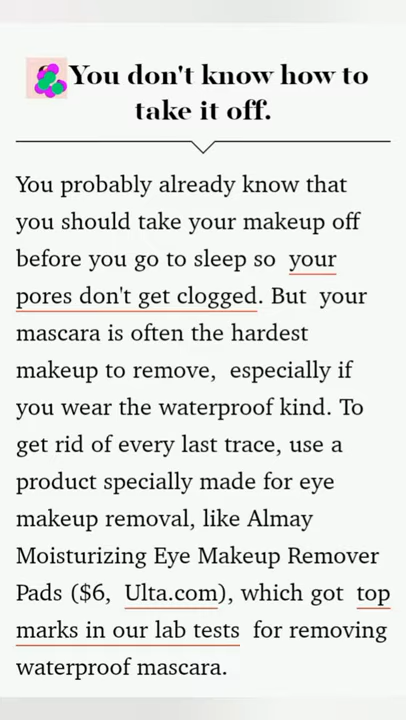 You don't know how to
take it off.
You probably already know that
you should take your makeup off
before you go to sleep so your
pores don't get clogged. But your
mascara is often the hardest
makeup to remove, especially if
you wear the waterproof kind. To
get rid of every last trace, use a
product specially made for eye
makeup removal, like Almay
Moisturizing Eye Makeup Remover
Pads ($6, Ulta.com), which got top
marks in our lab tests for removing
waterproof mascara.